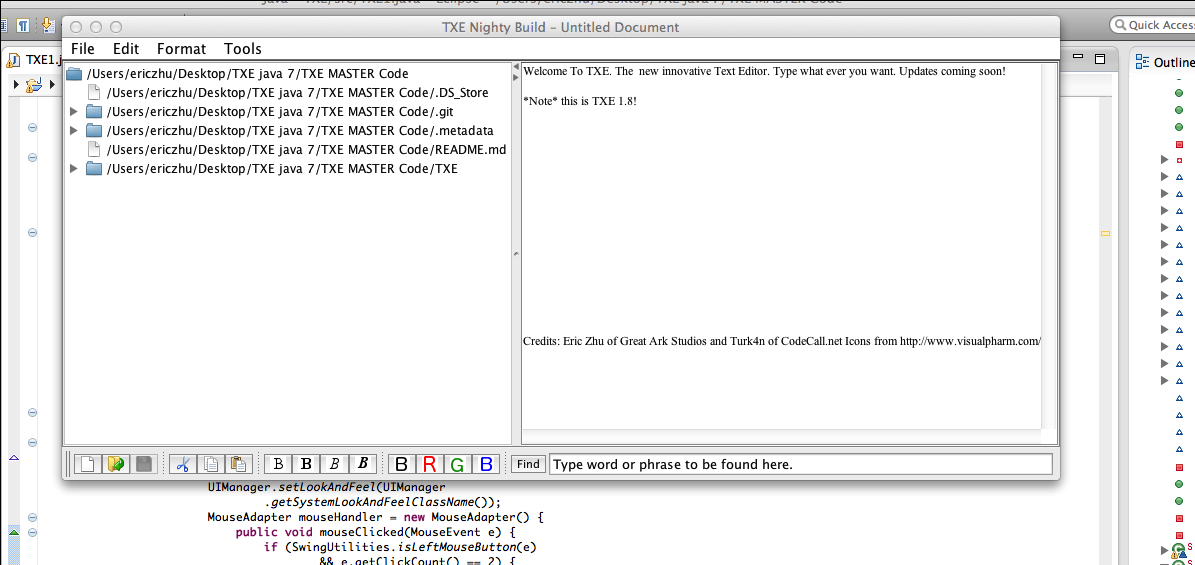 Java - TXE/src/TXE1.java - Eclipse - /Users/ericzhu/Desktop/TXE java 7/TXE MASTER Code
TXE Nighty Build - Untitled Document
Quick Access
TXE1.j
File Edit Format Tools
Outline
/Users/ericzhu/Desktop/TXE java 7/TXE MASTER Code
/Users/ericzhu/Desktop/TXE java 7/TXE MASTER Code/.DS_Store
/Users/ericzhu/Desktop/TXE java 7/TXE MASTER Code/.git
/Users/ericzhu/Desktop/TXE java 7/TXE MASTER Code/.metadata
/Users/ericzhu/Desktop/TXE java 7/TXE MASTER Code/README.md
/Users/ericzhu/Desktop/TXE java 7/TXE MASTER Code/TXE
Welcome To TXE. The  new innovative Text Editor. Type what ever you want. Updates coming soon!
*Note* this is TXE 1.8!
Credits: Eric Zhu of Great Ark Studios and Turk4n of CodeCall.net Icons from http://www.visualpharm.com/
B B B B B R G B Find Type word or phrase to be found here.
UIManager.setLookAndFeel(UIManager
.getSystemLookAndFeelClassName());
MouseAdapter mouseHandler = new MouseAdapter() {
public void mouseClicked(MouseEvent e) {
if (SwingUtilities.isLeftMouseButton(e)
&& e.getClickCount() == 2) {